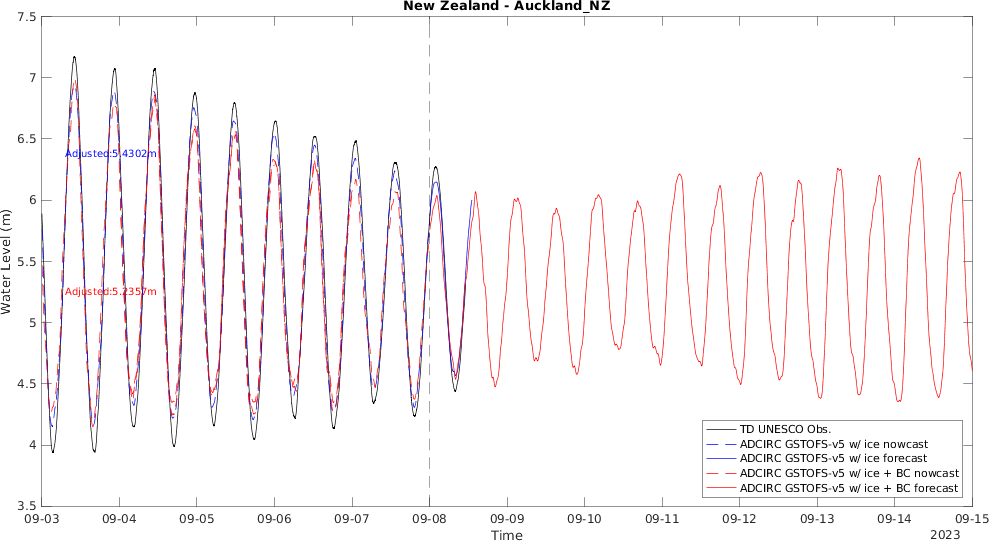 New Zealand - Auckland_NZ
7.5
7
6.5
6
5.5
5
4.5
4
3.5
Water Level (m)
Adjusted:5.4302m
Adjusted:5.2357m
TD UNESCO Obs.
ADCIRC GSTOFS-v5 w/ ice nowcast
ADCIRC GSTOFS-v5 w/ ice forecast
ADCIRC GSTOFS-v5 w/ ice + BC nowcast
ADCIRC GSTOFS-v5 w/ ice + BC forecast
09-03 09-04 09-05 09-06 09-07 09-08 09-09 09-10 09-11 09-12 09-13 09-14 09-15
Time
2023